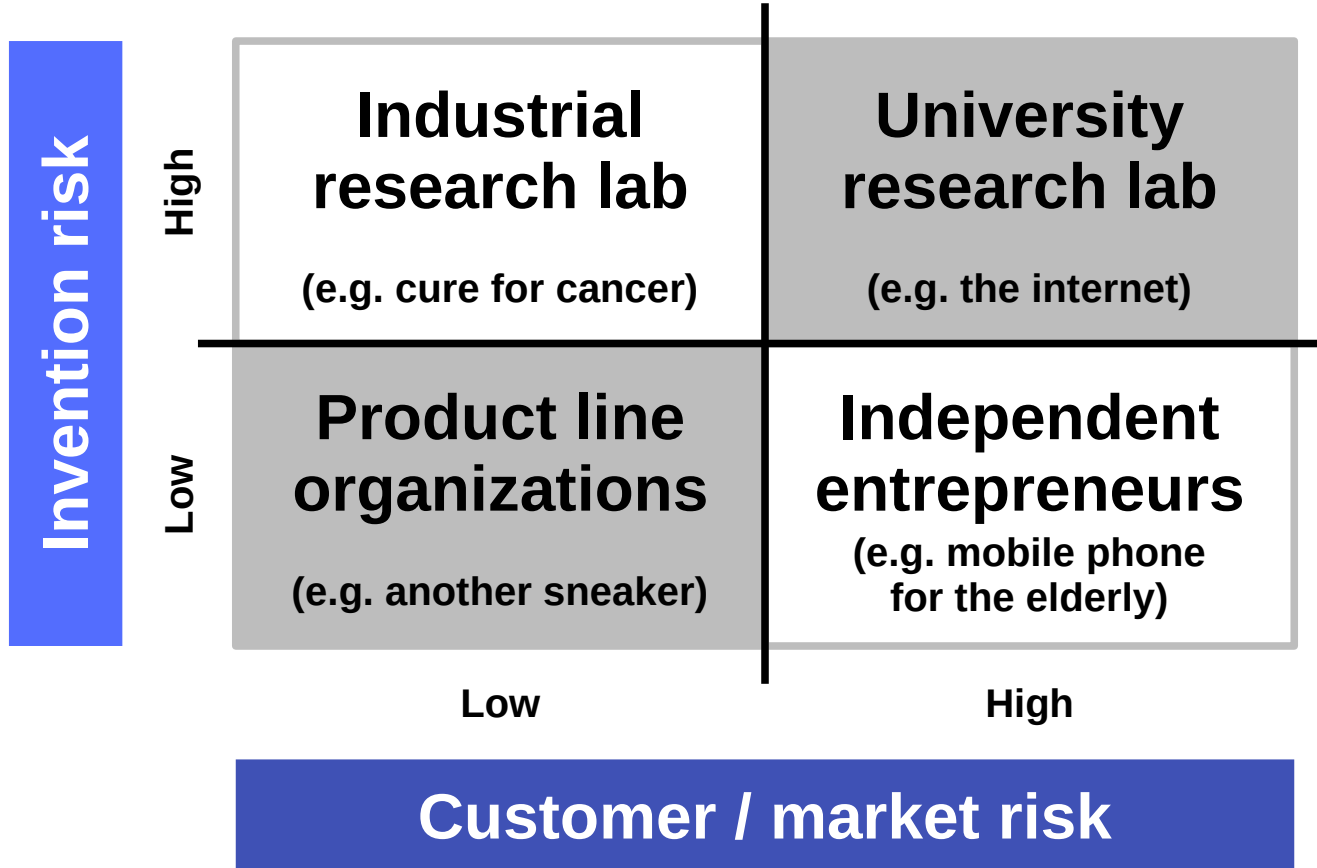 Invention risk
High
Industrial
research lab
(e.g. cure for cancer)
University
research lab
(e.g. the internet)
Low
Product line
organizations
(e.g. another sneaker)
Independent
entrepreneurs
(e.g. mobile phone
for the elderly)
Low
High
Customer / market risk